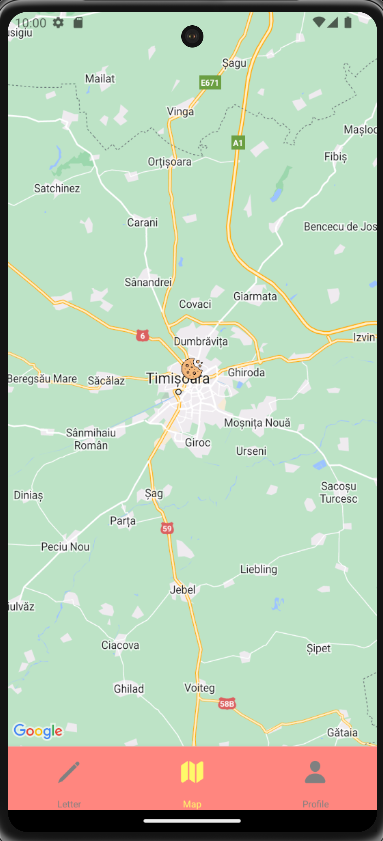 10:00
usigiu
Șagu
Mailat
E671
Vinga
Mașloc
A1
Fibiș
Orțișoara
Satchinez
Carani
Bencecu de Jos
Sânandrei
Giarmata
Covaci
6
Dumbrăvița
Izvin
Beregsău Mare
Săcălaz
Timișoara
Ghiroda
Moșnița Nouă
Sânmihaiu
Român
Giroc
Urseni
Sacoșu
Turcesc
Diniaș
Șag
Parța
59
Peciu Nou
Liebling
Jebel
iulvăz
Ciacova
Șipet
Ghilad
Voiteg
58B
Gătaia
Google
Letter
Map
Profile